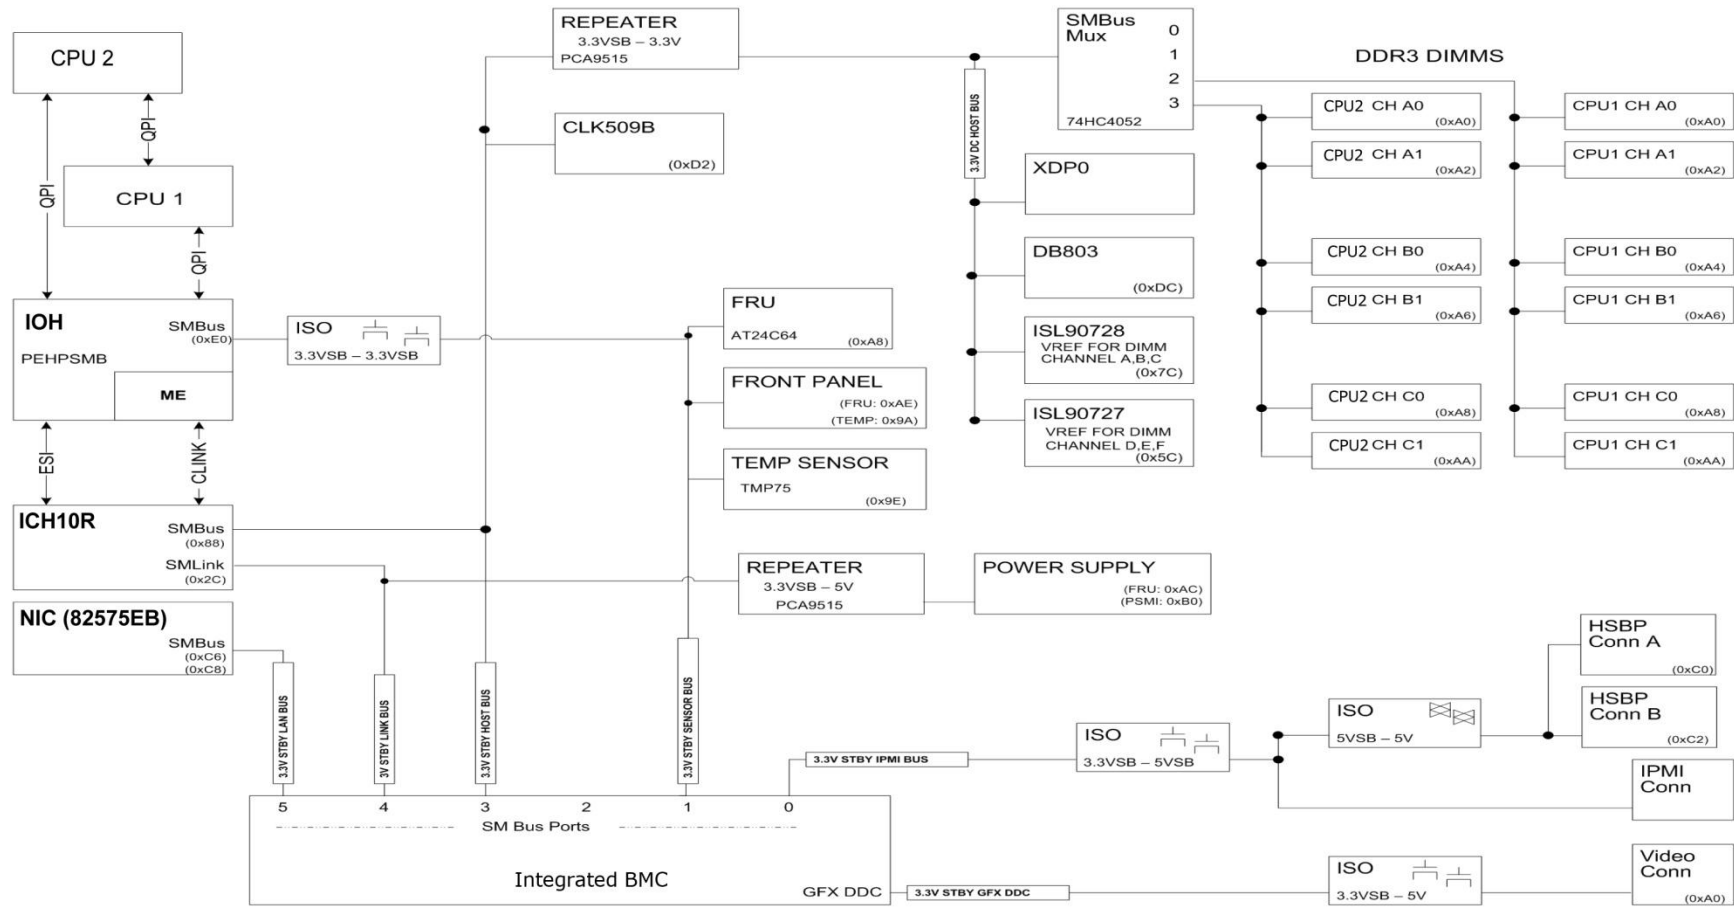 CPU 2
QPI
QPI
CPU 1
QPI
IOH
SMBus
(0xE0)
PEHPSMB
ME
ESI
CLINK
ICH10R
SMBus
(0x88)
SMLink
(0x2C)
NIC (82575EB)
SMBus
(0xC6)
(0xC8)
ISO
3.3VSB – 3.3VSB
REPEATER
3.3VSB – 3.3V
PCA9515
CLK509B
(0xD2)
FRU
AT24C64
(0xA8)
FRONT PANEL
(FRU: 0xAE)
(TEMP: 0x9A)
TEMP SENSOR
TMP75
(0x9E)
REPEATER
3.3VSB – 5V
PCA9515
POWER SUPPLY
(FRU: 0xAC)
(PSMI: 0xB0)
3.3V DC HOST BUS
SMBus
Mux
0
1
2
3
74HC4052
XDP0
DB803
(0xDC)
ISL90728
VREF FOR DIMM
CHANNEL A,B,C
(0x7C)
ISL90727
VREF FOR DIMM
CHANNEL D,E,F
(0x5C)
DDR3 DIMMS
CPU2 CH A0
(0xA0)
CPU2 CH A1
(0xA2)
CPU2 CH B0
(0xA4)
CPU2 CH B1
(0xA6)
CPU2 CH C0
(0xA8)
CPU2 CH C1
(0xAA)
CPU1 CH A0
(0xA0)
CPU1 CH A1
(0xA2)
CPU1 CH B0
(0xA4)
CPU1 CH B1
(0xA6)
CPU1 CH C0
(0xA8)
CPU1 CH C1
(0xAA)
3.3V STBY LAN BUS
3V STBY LINK BUS
3.3V STBY HOST BUS
3.3V STBY SENSOR BUS
3.3V STBY IPMI BUS
ISO
3.3VSB – 5VSB
ISO
5VSB – 5V
HSBP
Conn A
(0xC0)
HSBP
Conn B
(0xC2)
IPMI
Conn
5 4 3 2 1 0
SM Bus Ports
Integrated BMC
GFX DDC
3.3V STBY GFX DDC
ISO
3.3VSB – 5V
Video
Conn
(0xA0)